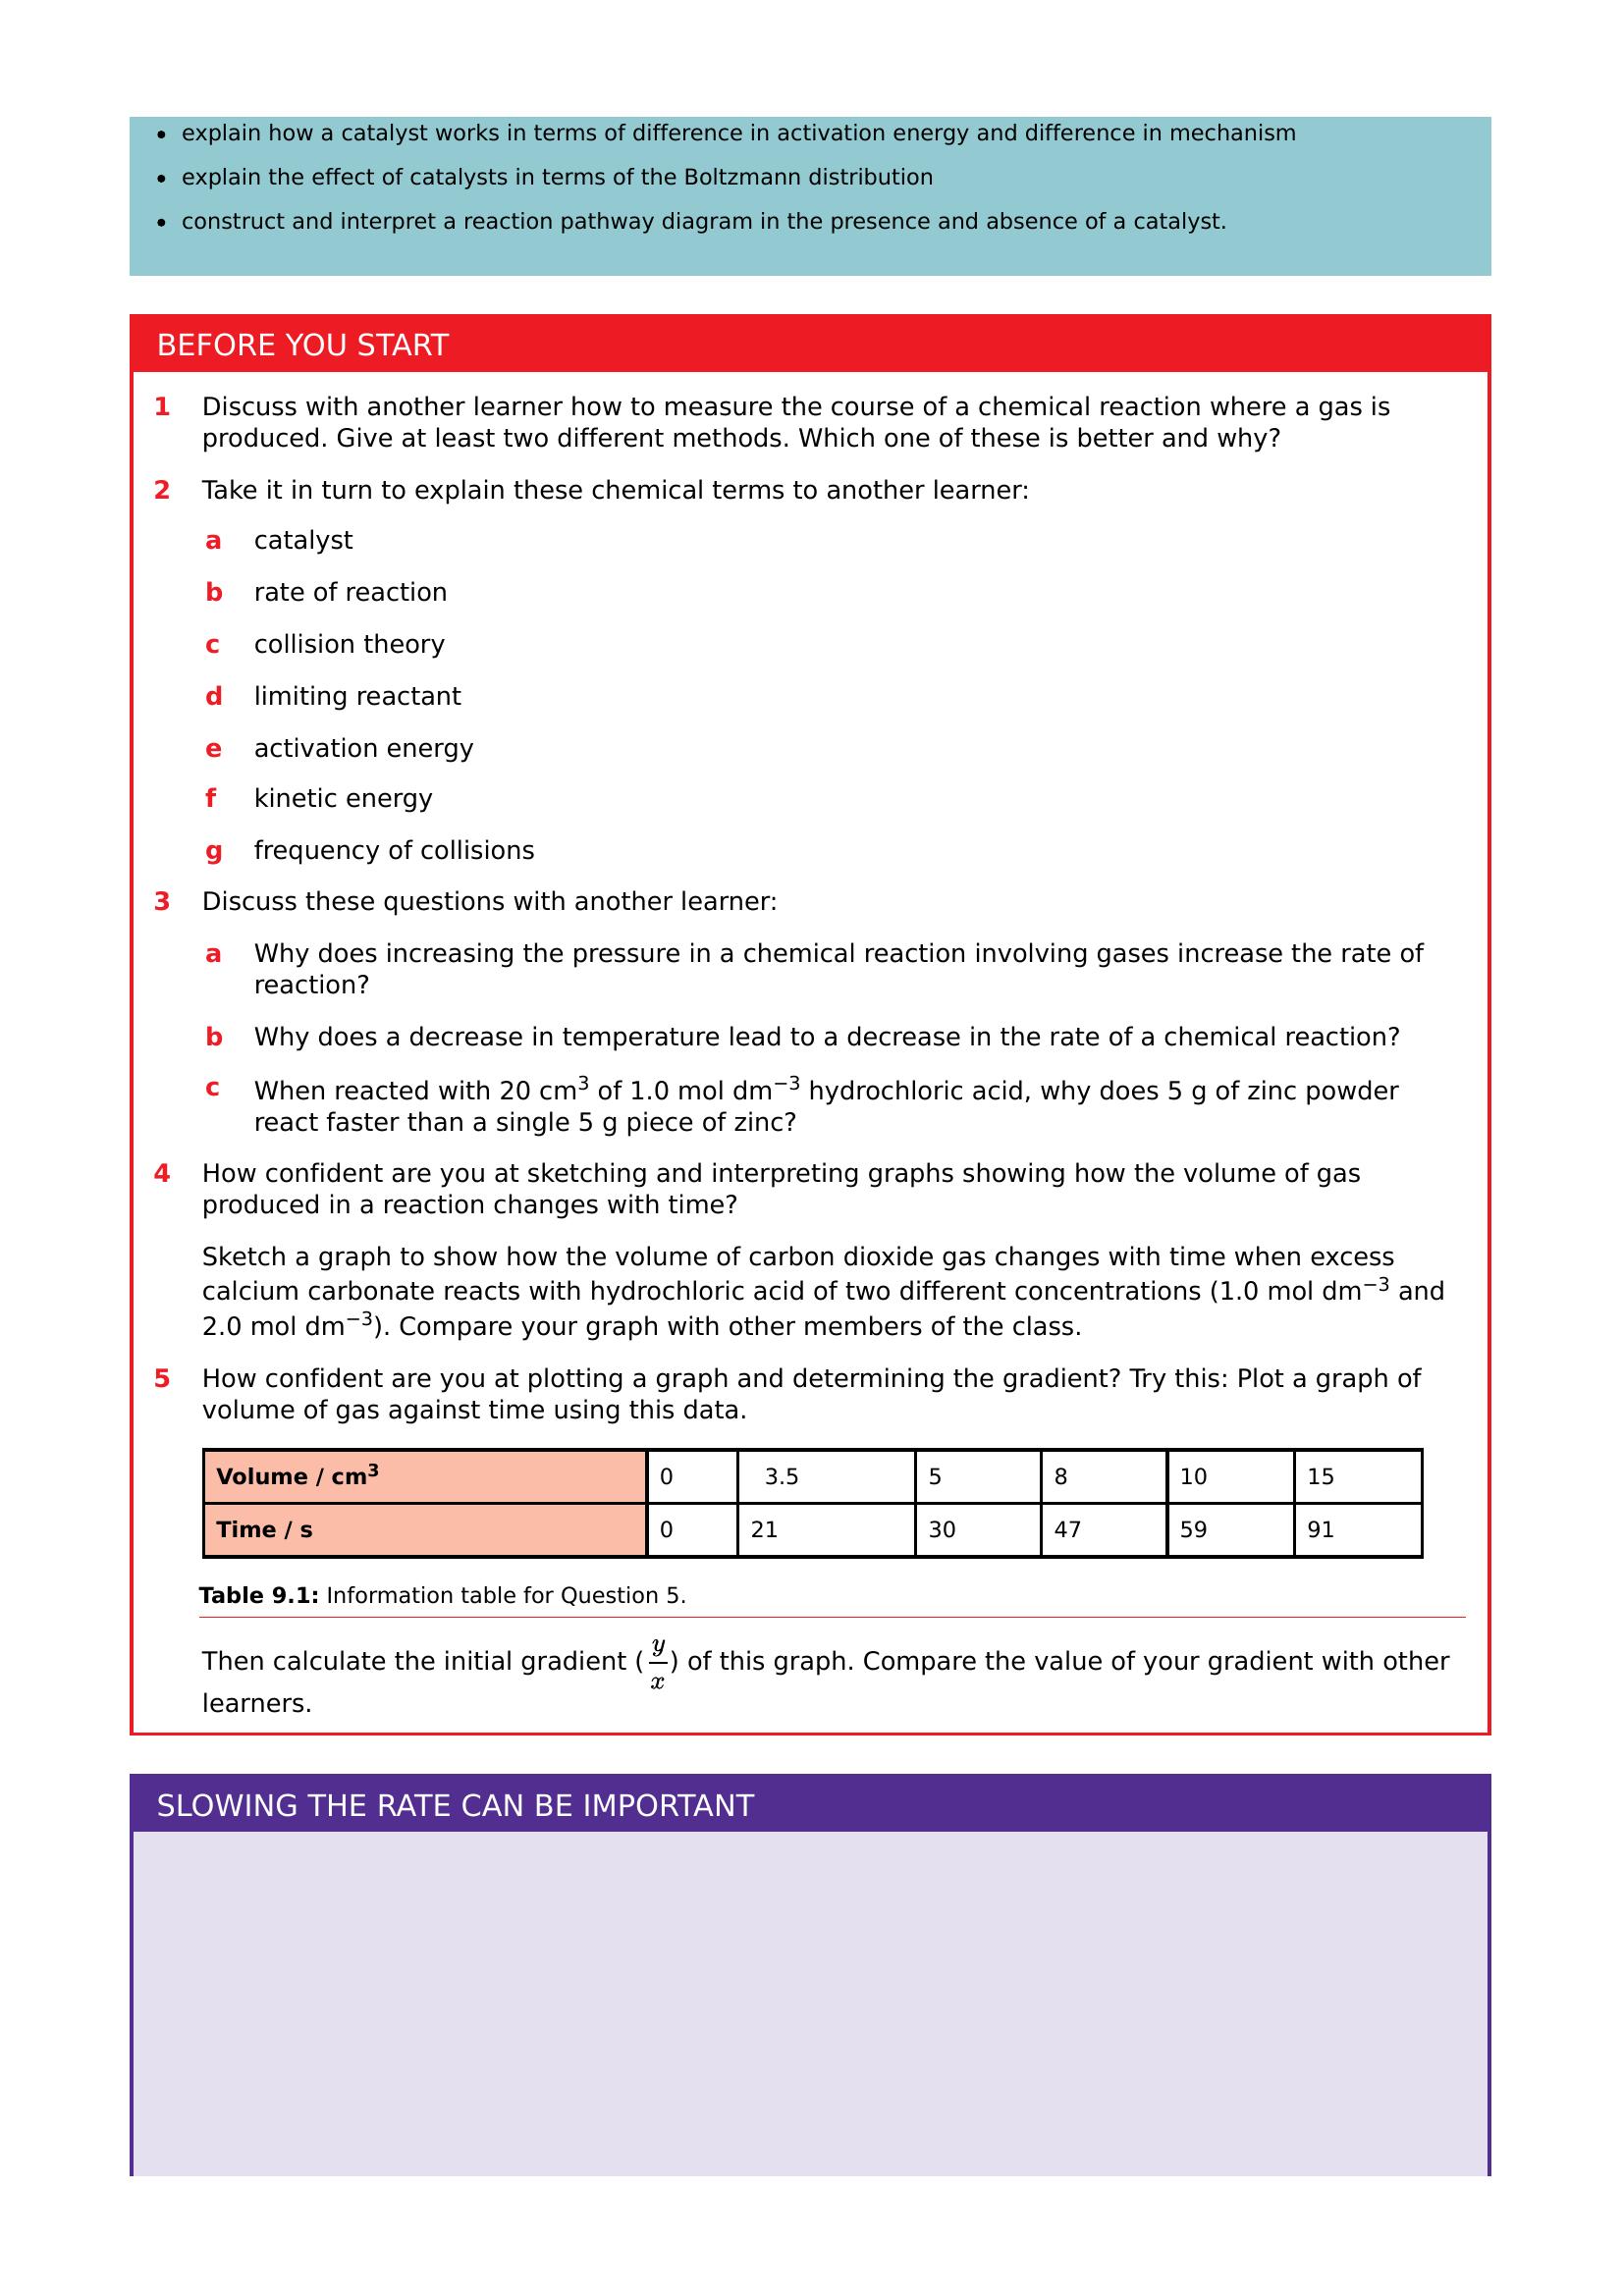 • explain how a catalyst works in terms of difference in activation energy and difference in mechanism
• explain the effect of catalysts in terms of the Boltzmann distribution
• construct and interpret a reaction pathway diagram in the presence and absence of a catalyst.
BEFORE YOU START
1 Discuss with another learner how to measure the course of a chemical reaction where a gas is
produced. Give at least two different methods. Which one of these is better and why?
2 Take it in turn to explain these chemical terms to another learner:
a catalyst
b rate of reaction
c collision theory
d limiting reactant
e activation energy
f kinetic energy
g frequency of collisions
3 Discuss these questions with another learner:
a Why does increasing the pressure in a chemical reaction involving gases increase the rate of
reaction?
b Why does a decrease in temperature lead to a decrease in the rate of a chemical reaction?
c When reacted with 20 cm³ of 1.0 mol dm⁻³ hydrochloric acid, why does 5 g of zinc powder
react faster than a single 5 g piece of zinc?
4 How confident are you at sketching and interpreting graphs showing how the volume of gas
produced in a reaction changes with time?
Sketch a graph to show how the volume of carbon dioxide gas changes with time when excess
calcium carbonate reacts with hydrochloric acid of two different concentrations (1.0 mol dm⁻³ and
2.0 mol dm⁻³). Compare your graph with other members of the class.
5 How confident are you at plotting a graph and determining the gradient? Try this: Plot a graph of
volume of gas against time using this data.
Volume / cm³ 0 3.5 5 8 10 15
Time / s 0 21 30 47 59 91
Table 9.1: Information table for Question 5.
Then calculate the initial gradient (y/x) of this graph. Compare the value of your gradient with other
learners.
SLOWING THE RATE CAN BE IMPORTANT